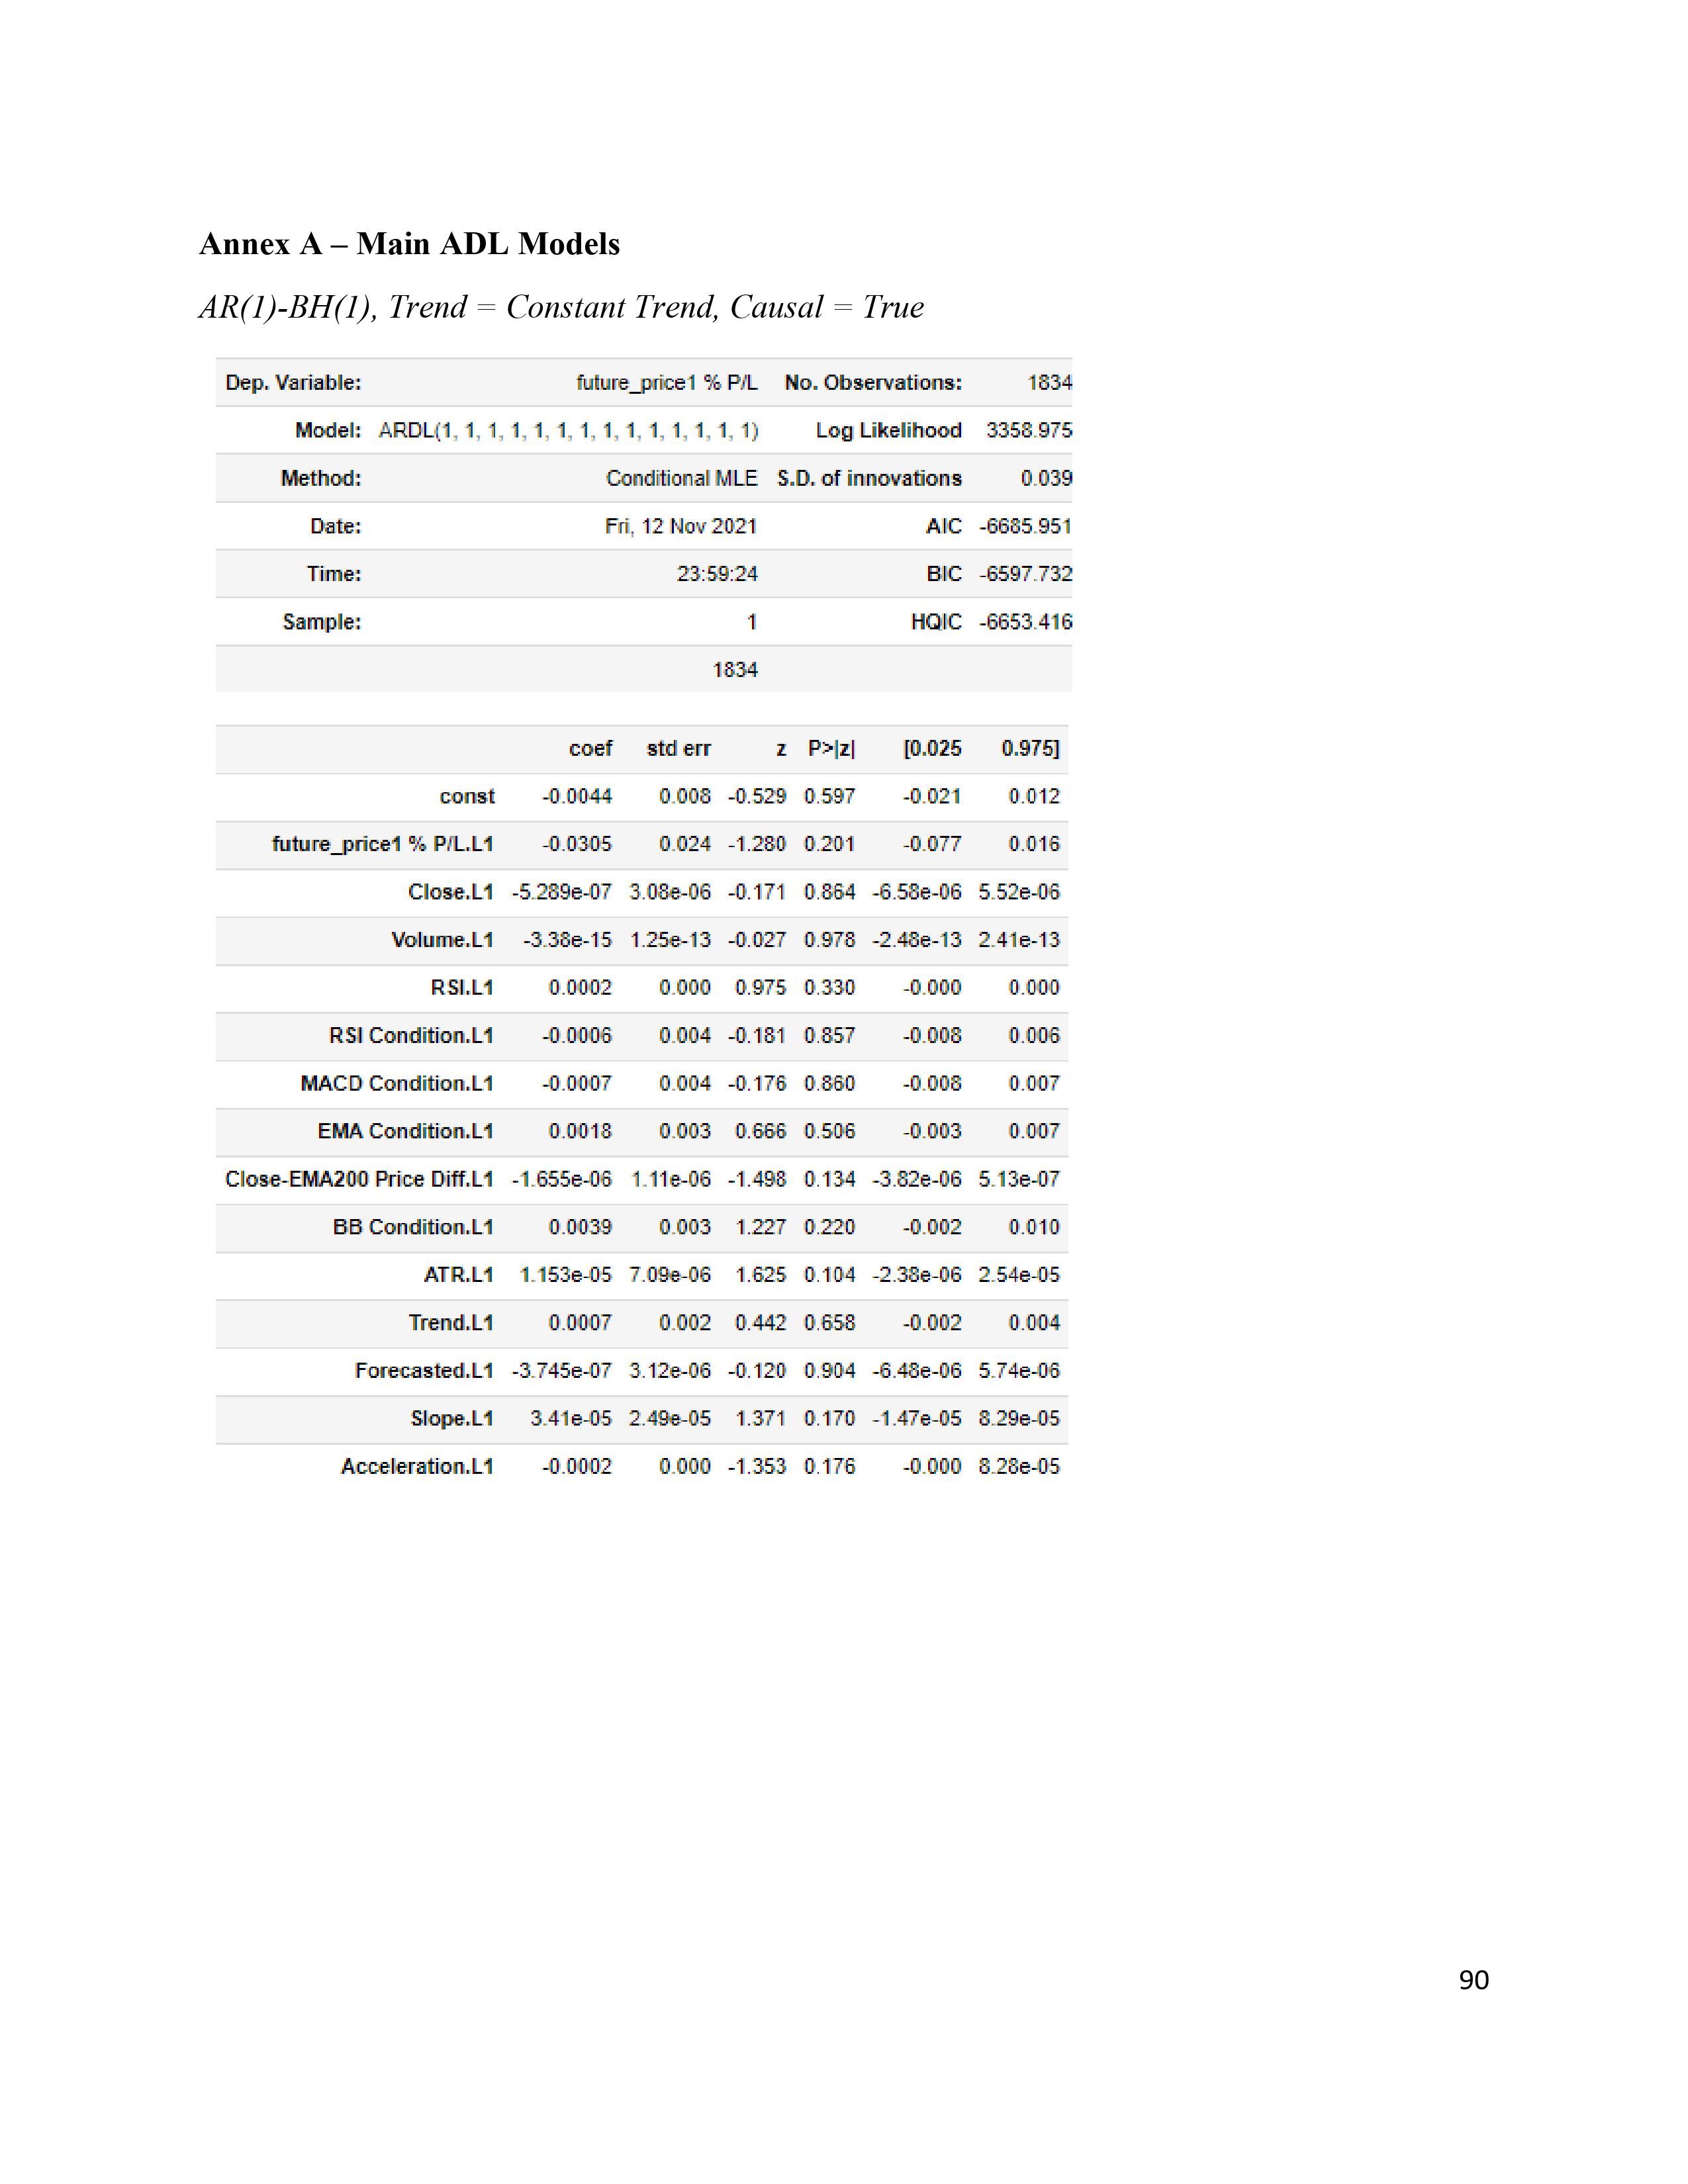 Annex A – Main ADL Models
AR(1)-BH(1), Trend = Constant Trend, Causal = True
Dep. Variable: future_price1 % P/L No. Observations: 1834
Model: ARDL(1, 1, 1, 1, 1, 1, 1, 1, 1, 1, 1, 1, 1, 1) Log Likelihood 3358.975
Method: Conditional MLE S.D. of innovations 0.039
Date: Fri, 12 Nov 2021 AIC -6685.951
Time: 23:59:24 BIC -6597.732
Sample: 1 HQIC -6653.416
1834
coef std err z P>|z| [0.025 0.975]
const -0.0044 0.008 -0.529 0.597 -0.021 0.012
future_price1 % P/L.L1 -0.0305 0.024 -1.280 0.201 -0.077 0.016
Close.L1 -5.289e-07 3.08e-06 -0.171 0.864 -6.58e-06 5.52e-06
Volume.L1 -3.38e-15 1.25e-13 -0.027 0.978 -2.48e-13 2.41e-13
RSI.L1 0.0002 0.000 0.975 0.330 -0.000 0.000
RSI Condition.L1 -0.0006 0.004 -0.181 0.857 -0.008 0.006
MACD Condition.L1 -0.0007 0.004 -0.176 0.860 -0.008 0.007
EMA Condition.L1 0.0018 0.003 0.666 0.506 -0.003 0.007
Close-EMA200 Price Diff.L1 -1.655e-06 1.11e-06 -1.498 0.134 -3.82e-06 5.13e-07
BB Condition.L1 0.0039 0.003 1.227 0.220 -0.002 0.010
ATR.L1 1.153e-05 7.09e-06 1.625 0.104 -2.38e-06 2.54e-05
Trend.L1 0.0007 0.002 0.442 0.658 -0.002 0.004
Forecasted.L1 -3.745e-07 3.12e-06 -0.120 0.904 -6.48e-06 5.74e-06
Slope.L1 3.41e-05 2.49e-05 1.371 0.170 -1.47e-05 8.29e-05
Acceleration.L1 -0.0002 0.000 -1.353 0.176 -0.000 8.28e-05
90